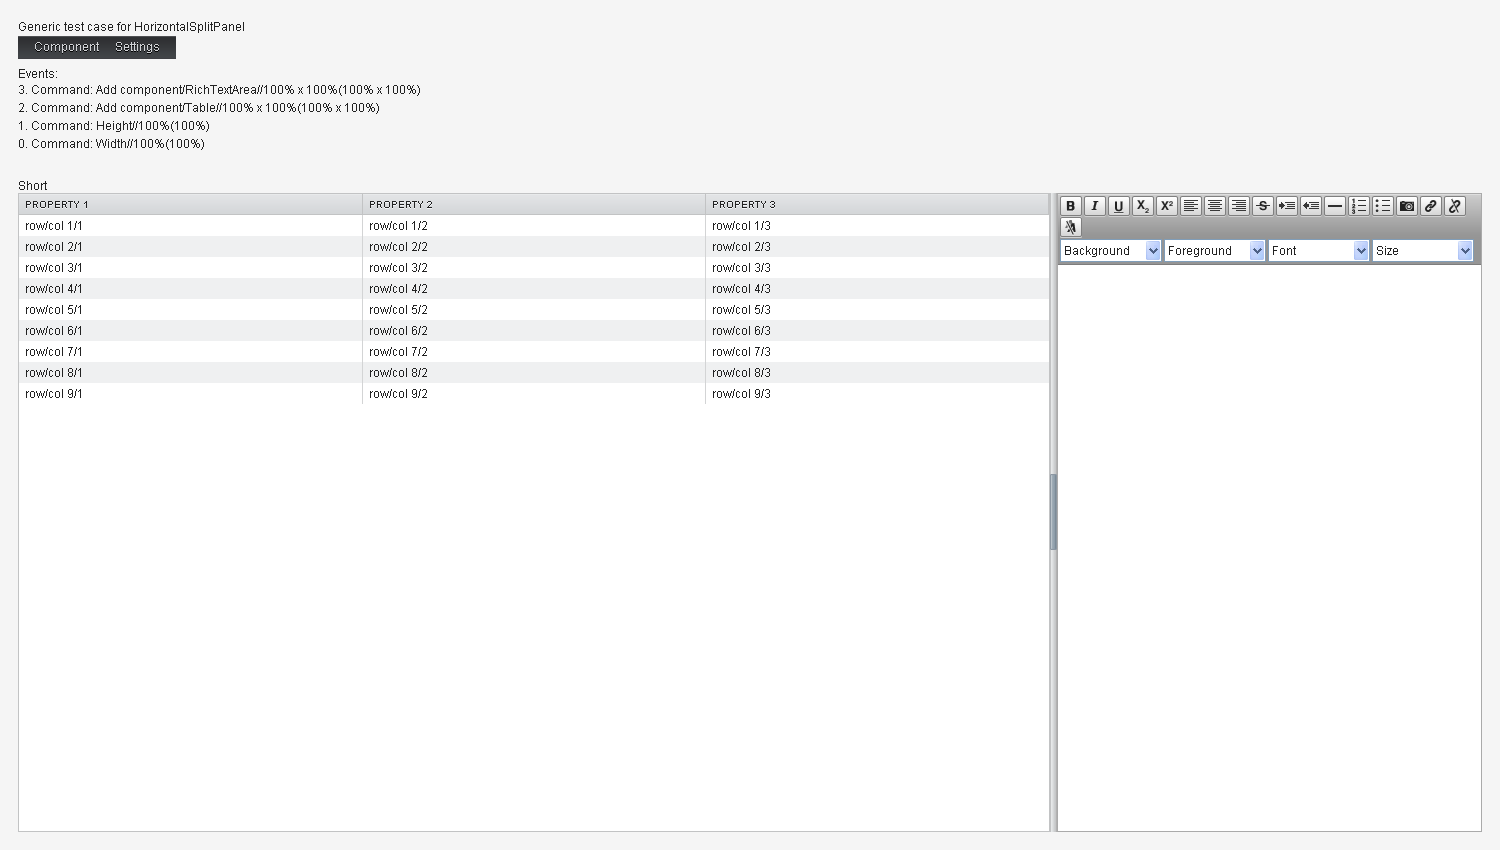 Generic test case for HorizontalSplitPanel
Component Settings
Events:
3. Command: Add component/RichTextArea//100% x 100%(100% x 100%)
2. Command: Add component/Table//100% x 100%(100% x 100%)
1. Command: Height//100%(100%)
0. Command: Width//100%(100%)
Short
PROPERTY 1 PROPERTY 2 PROPERTY 3
row/col 1/1 row/col 1/2 row/col 1/3
row/col 2/1 row/col 2/2 row/col 2/3
row/col 3/1 row/col 3/2 row/col 3/3
row/col 4/1 row/col 4/2 row/col 4/3
row/col 5/1 row/col 5/2 row/col 5/3
row/col 6/1 row/col 6/2 row/col 6/3
row/col 7/1 row/col 7/2 row/col 7/3
row/col 8/1 row/col 8/2 row/col 8/3
row/col 9/1 row/col 9/2 row/col 9/3
B I U X₂ X² S
Background Foreground Font Size